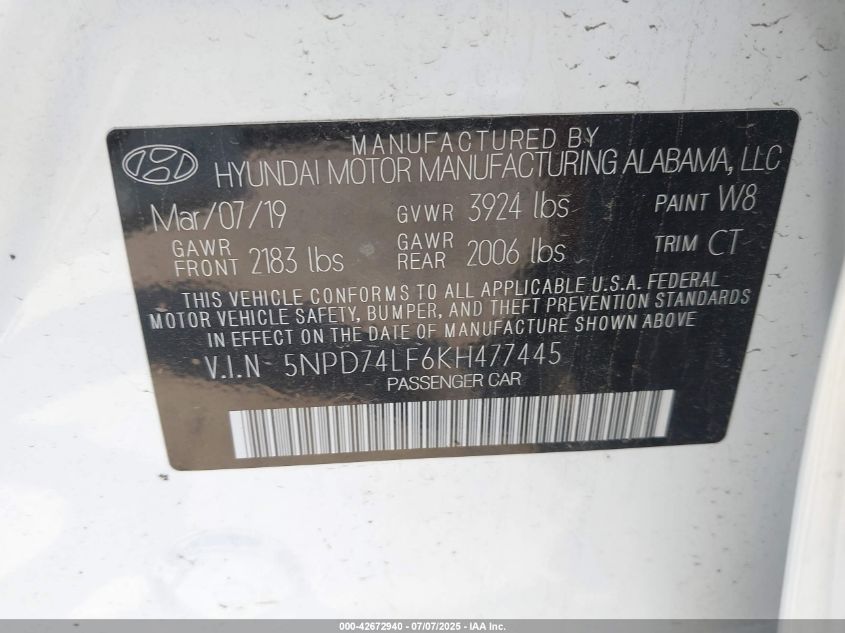 MANUFACTURED BY
HYUNDAI MOTOR MANUFACTURING ALABAMA, LLC
Mar/07/19 GVWR 3924 lbs PAINT W8
GAWR FRONT 2183 lbs GAWR REAR 2006 lbs TRIM CT
THIS VEHICLE CONFORMS TO ALL APPLICABLE U.S.A. FEDERAL
MOTOR VEHICLE SAFETY, BUMPER, AND THEFT PREVENTION STANDARDS
IN EFFECT ON THE DATE OF MANUFACTURE SHOWN ABOVE
V.I.N- 5NPD74LF6KH477445
PASSENGER CAR
000-42672940 - 07/07/2025 - IAA Inc.